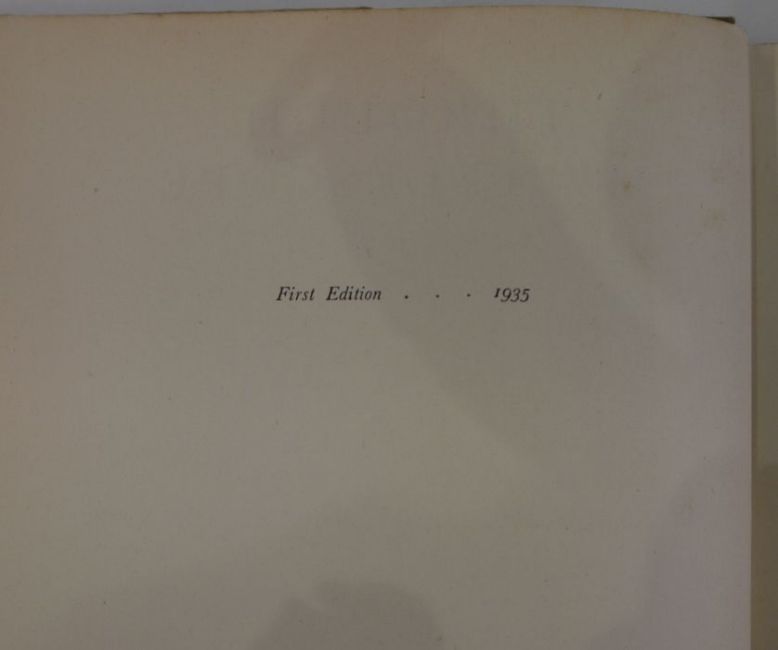 First Edition . . . 1935